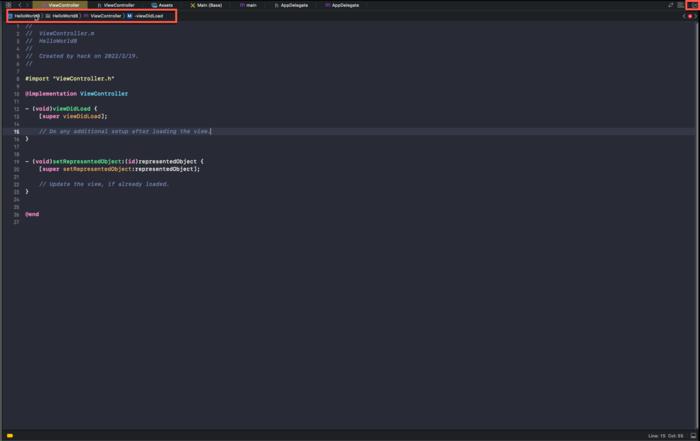 ViewController ViewController Assets Main (Base) main AppDelegate AppDelegate
HelloWorld8 HelloWorld8 ViewController -viewDidLoad
1 //
2 // ViewController.m
3 // HelloWorld8
4 //
5 // Created by hack on 2022/3/19.
6 //
7
8 #import "ViewController.h"
9
10 @implementation ViewController
11
12 - (void)viewDidLoad {
13 [super viewDidLoad];
14
15 // Do any additional setup after loading the view.
16 }
17
18
19 - (void)setRepresentedObject:(id)representedObject {
20 [super setRepresentedObject:representedObject];
21
22 // Update the view, if already loaded.
23 }
24
25
26 @end
27
Line: 15 Col: 55